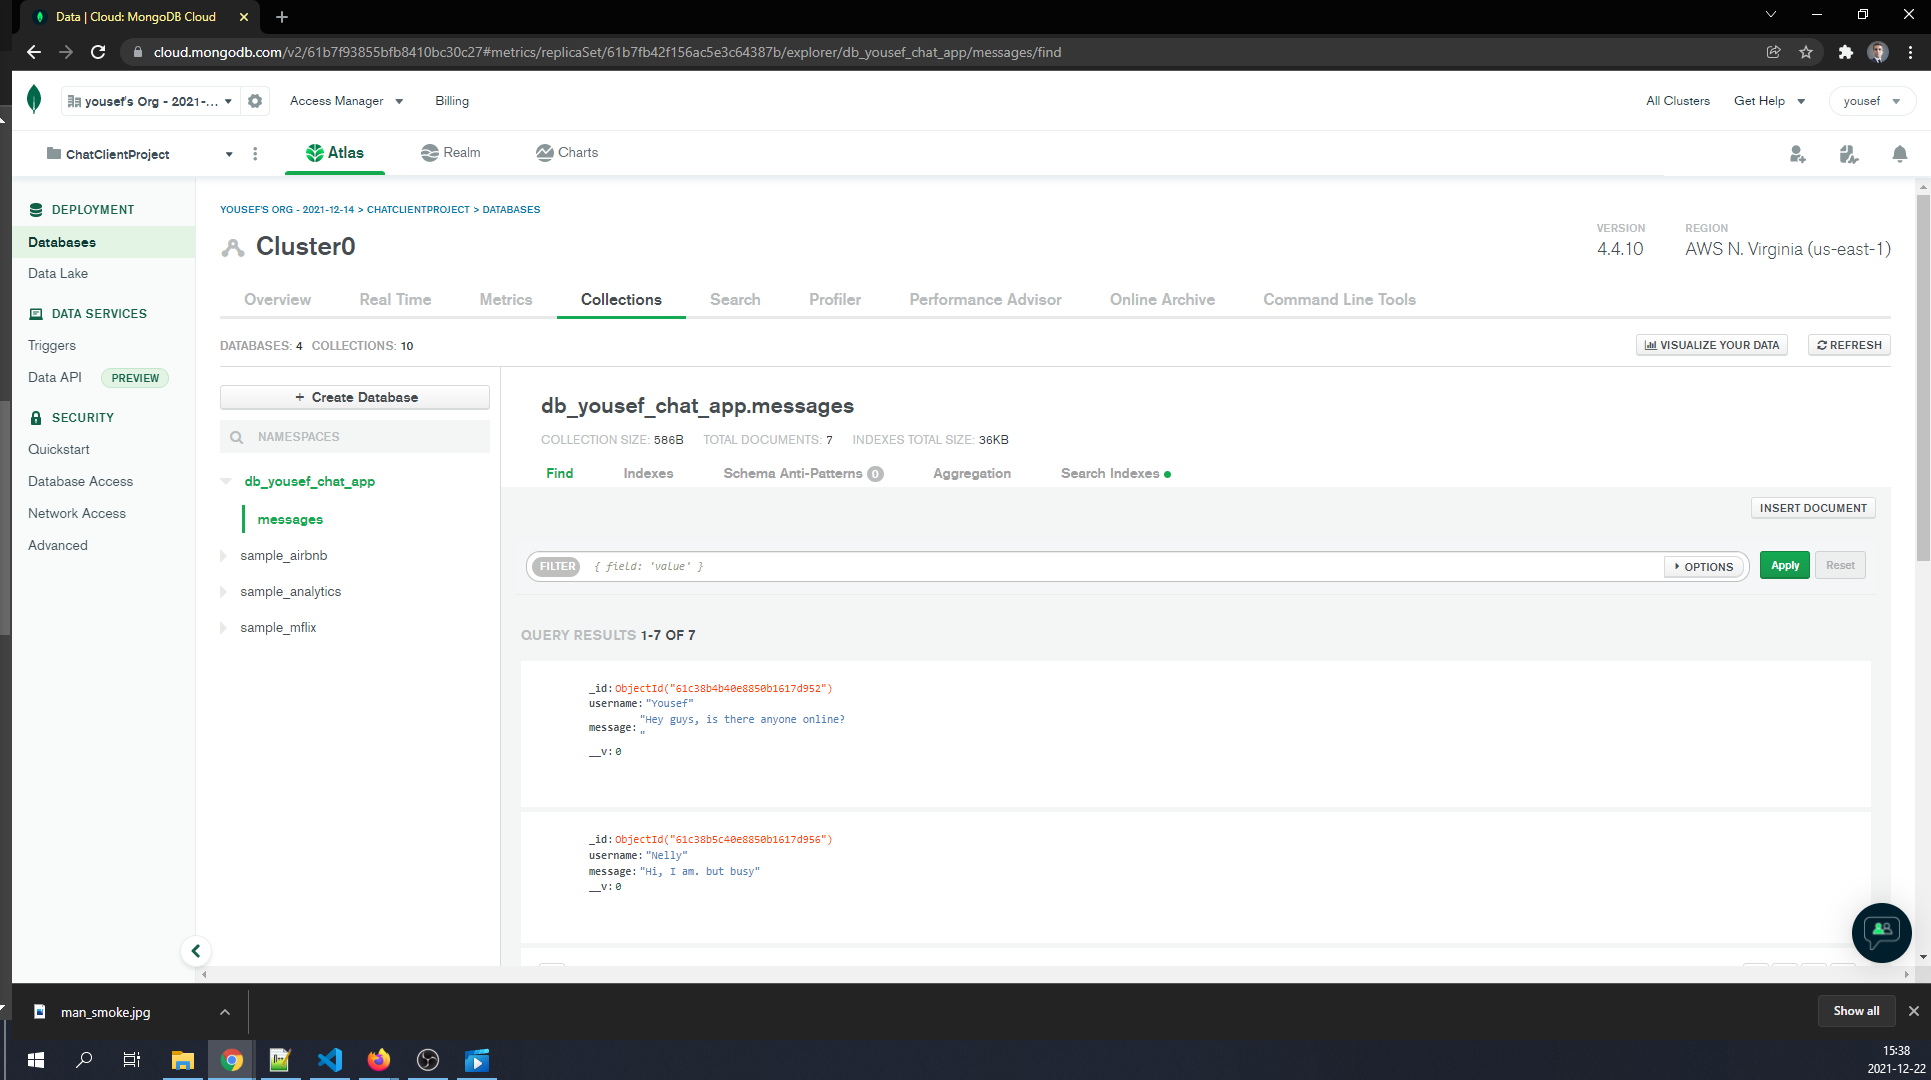 Data | Cloud: MongoDB Cloud
cloud.mongodb.com/v2/61b7f93855bfb8410bc30c27#metrics/replicaSet/61b7fb42f156ac5e3c64387b/explorer/db_yousef_chat_app/messages/find
yousef's Org - 2021-...
Access Manager
Billing
All Clusters
Get Help
yousef
ChatClientProject
Atlas
Realm
Charts
DEPLOYMENT
Databases
Data Lake
DATA SERVICES
Triggers
Data API PREVIEW
SECURITY
Quickstart
Database Access
Network Access
Advanced
YOUSEF'S ORG - 2021-12-14 > CHATCLIENTPROJECT > DATABASES
Cluster0
VERSION
4.4.10
REGION
AWS N. Virginia (us-east-1)
Overview
Real Time
Metrics
Collections
Search
Profiler
Performance Advisor
Online Archive
Command Line Tools
DATABASES: 4 COLLECTIONS: 10
VISUALIZE YOUR DATA
REFRESH
+ Create Database
NAMESPACES
db_yousef_chat_app
messages
sample_airbnb
sample_analytics
sample_mflix
db_yousef_chat_app.messages
COLLECTION SIZE: 586B TOTAL DOCUMENTS: 7 INDEXES TOTAL SIZE: 36KB
Find
Indexes
Schema Anti-Patterns 0
Aggregation
Search Indexes
INSERT DOCUMENT
FILTER { field: 'value' }
OPTIONS
Apply
Reset
QUERY RESULTS 1-7 OF 7
_id: ObjectId("61c38b4b40e8850b1617d952")
username: "Yousef"
message: "Hey guys, is there anyone online?
"
__v: 0
_id: ObjectId("61c38b5c40e8850b1617d956")
username: "Nelly"
message: "Hi, I am. but busy"
__v: 0
man_smoke.jpg
Show all
15:38
2021-12-22